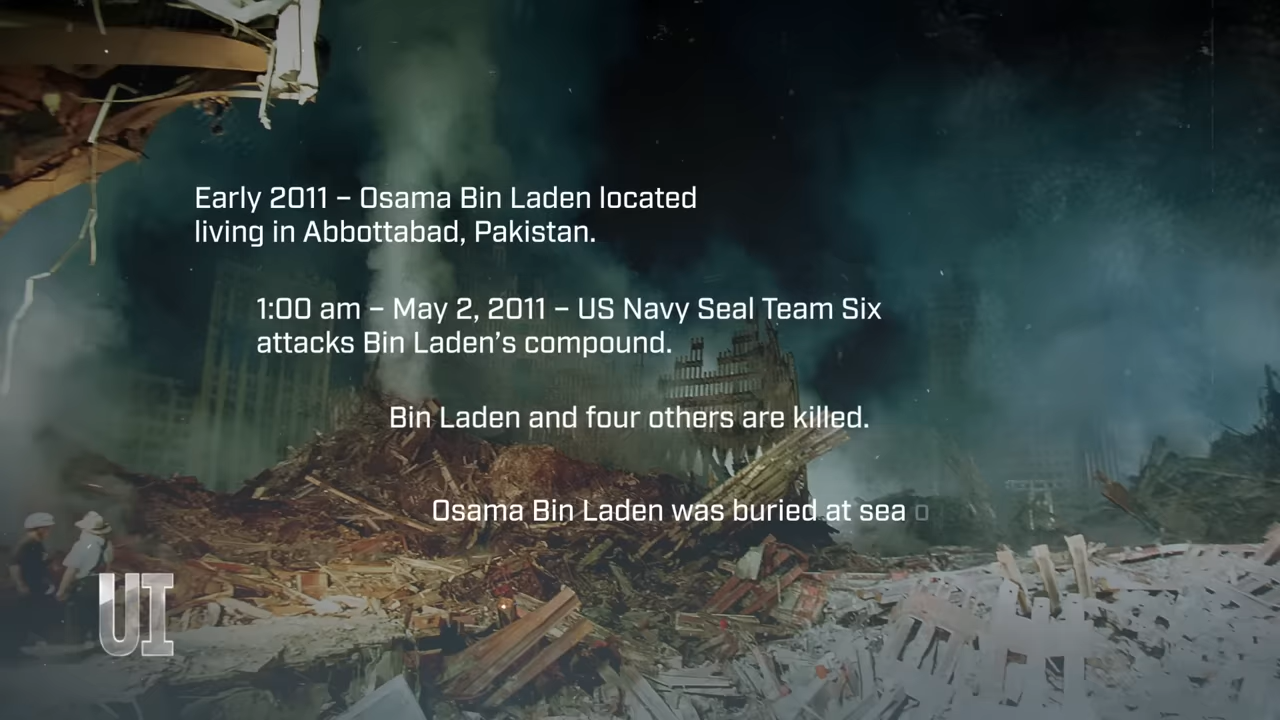 Early 2011 – Osama Bin Laden located
living in Abbottabad, Pakistan.
1:00 am – May 2, 2011 – US Navy Seal Team Six
attacks Bin Laden’s compound.
Bin Laden and four others are killed.
Osama Bin Laden was buried at sea o
UI